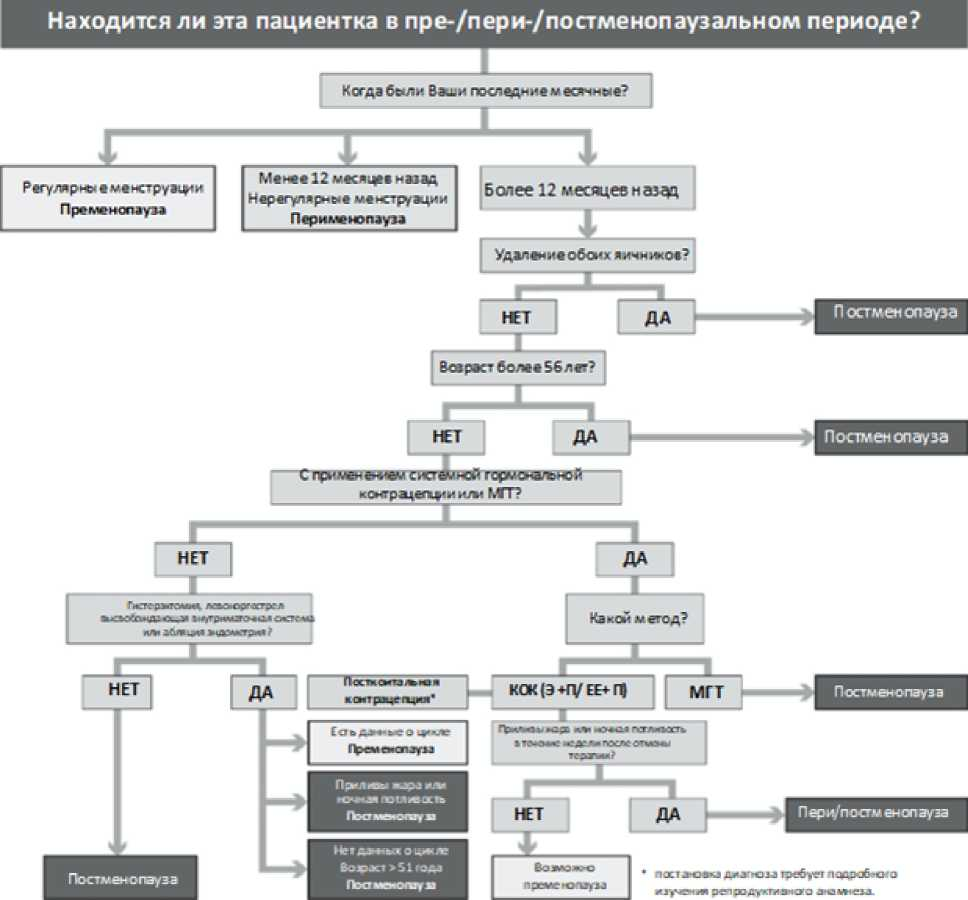 Находится ли эта пациентка в пре-/пери-/постменопаузальном периоде?
Когда были Ваши последние месячные?
Регулярные менструации
Пременопауза
Менее 12 месяцев назад
Нерегулярные менструации
Перименопауза
Более 12 месяцев назад
Удаление обоих яичников?
НЕТ
ДА
Постменопауза
Возраст более 56 лет?
НЕТ
ДА
Постменопауза
С применением системной гормональной
контрацепции или МГТ?
НЕТ
ДА
Гистерэктомия, левоноргестрел
высвобождающая внутриматочная система
или абляция эндометрия?
Какой метод?
НЕТ
ДА
Посткоитальная
контрацепция*
КОК (Э +П/ ЕЕ+ П)
МГТ
Постменопауза
Есть данные о цикле
Пременопауза
Приливы жара или ночная потливость
в течение недели после отмены
терапии?
Приливы жара или
ночная потливость
Постменопауза
НЕТ
ДА
Пери/постменопауза
Нет данных о цикле
Возраст > 51 года
Постменопауза
Постменопауза
Возможно
пременопауза
* постановка диагноза требует подробного
изучения репродуктивного анамнеза.